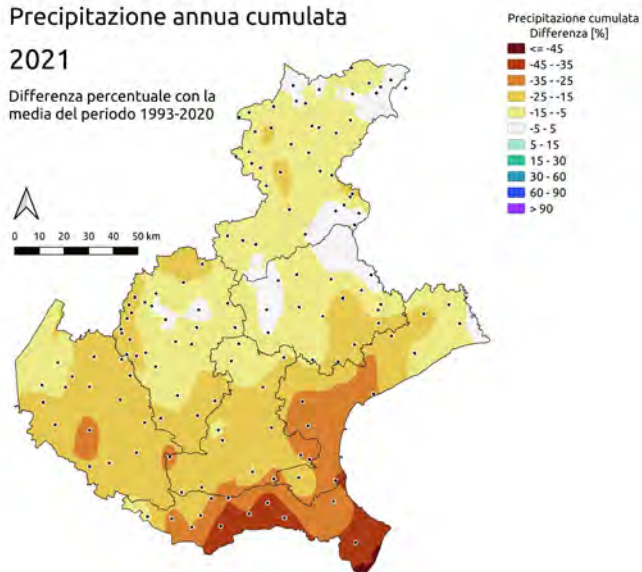 Precipitazione annua cumulata
2021
Differenza percentuale con la
media del periodo 1993-2020
0 10 20 30 40 50 km
Precipitazione cumulata
Differenza [%]
<= -45
-45 - -35
-35 - -25
-25 - -15
-15 - -5
-5 - 5
5 - 15
15 - 30
30 - 60
60 - 90
> 90